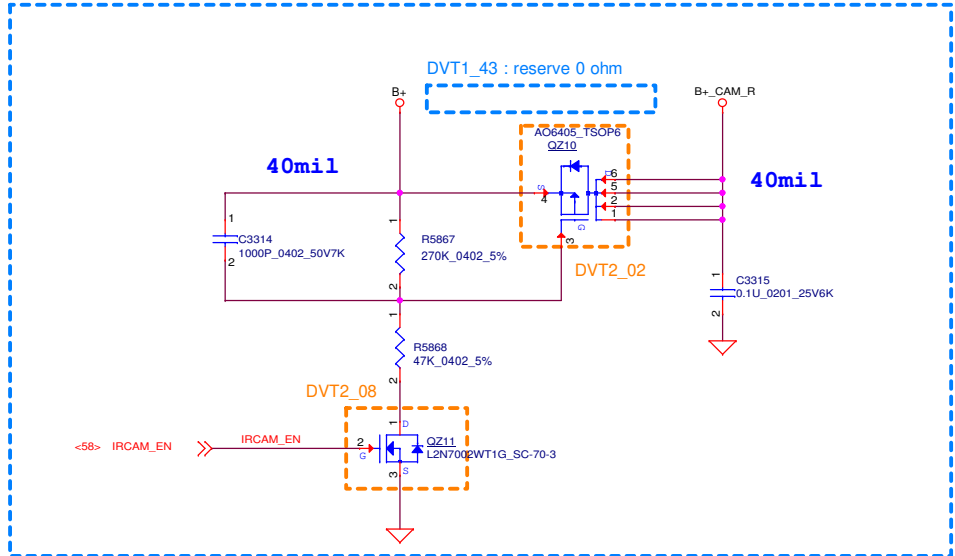 DVT1_43 : reserve 0 ohm
B+
B+_CAM_R
AO6405_TSOP6
QZ10
40mil
40mil
S
4
D
6
5
2
1
G
3
1
C3314
1000P_0402_50V7K
2
1
R5867
270K_0402_5%
2
DVT2_02
1
C3315
0.1U_0201_25V6K
2
1
R5868
47K_0402_5%
2
DVT2_08
<58> IRCAM_EN
IRCAM_EN
1
D
2
G
QZ11
L2N7002WT1G_SC-70-3
3
S